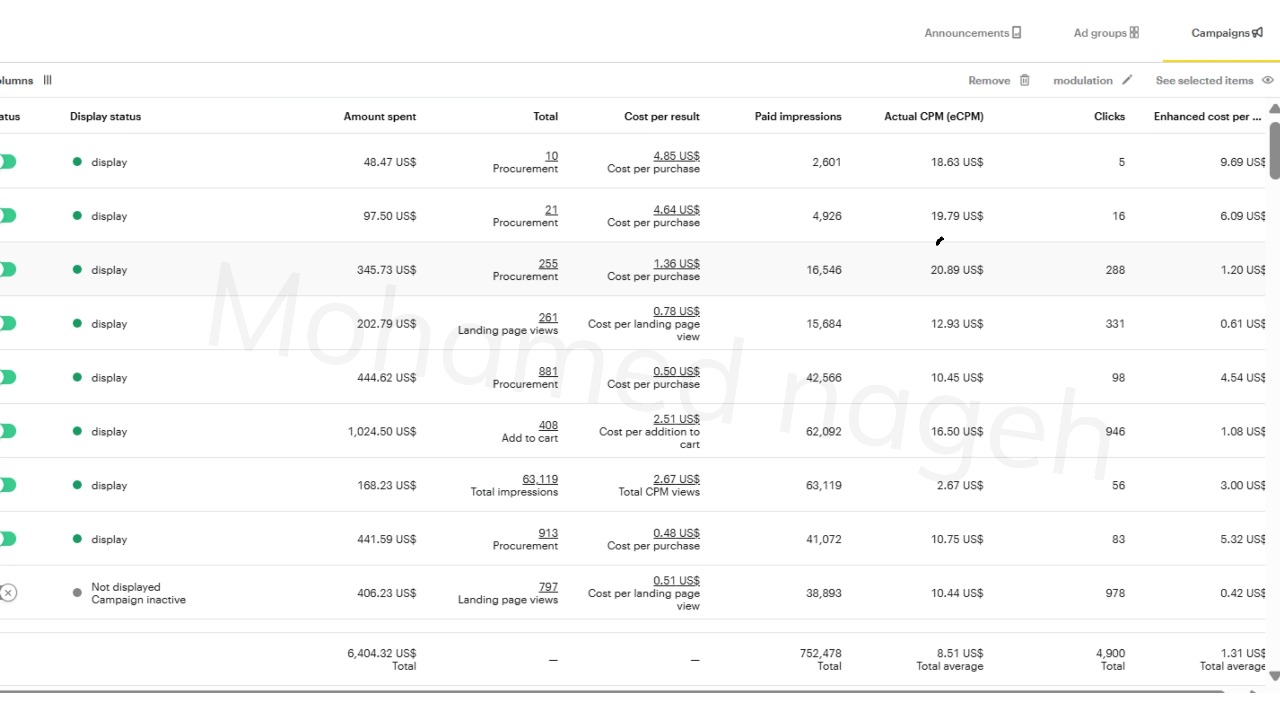 Announcements Ad groups Campaigns
olumns Remove modulation See selected items
atus Display status Amount spent Total Cost per result Paid impressions Actual CPM (eCPM) Clicks Enhanced cost per ...
display 48.47 US$ 10 4.85 US$ 2,601 18.63 US$ 5 9.69 US$
Procurement Cost per purchase
display 97.50 US$ 21 4.64 US$ 4,926 19.79 US$ 16 6.09 US$
Procurement Cost per purchase
display 345.73 US$ 255 1.36 US$ 16,546 20.89 US$ 288 1.20 US$
Procurement Cost per purchase
display 202.79 US$ 261 0.78 US$ 15,684 12.93 US$ 331 0.61 US$
Landing page views Cost per landing page
view
display 444.62 US$ 881 0.50 US$ 42,566 10.45 US$ 98 4.54 US$
Procurement Cost per purchase
display 1,024.50 US$ 408 2.51 US$ 62,092 16.50 US$ 946 1.08 US$
Add to cart Cost per addition to
cart
display 168.23 US$ 63,119 2.67 US$ 63,119 2.67 US$ 56 3.00 US$
Total impressions Total CPM views
display 441.59 US$ 913 0.48 US$ 41,072 10.75 US$ 83 5.32 US$
Procurement Cost per purchase
Not displayed 406.23 US$ 797 0.51 US$ 38,893 10.44 US$ 978 0.42 US$
Campaign inactive Landing page views Cost per landing page
view
6,404.32 US$ — — 752,478 8.51 US$ 4,900 1.31 US$
Total Total Total average Total Total average
Mohamed nageh